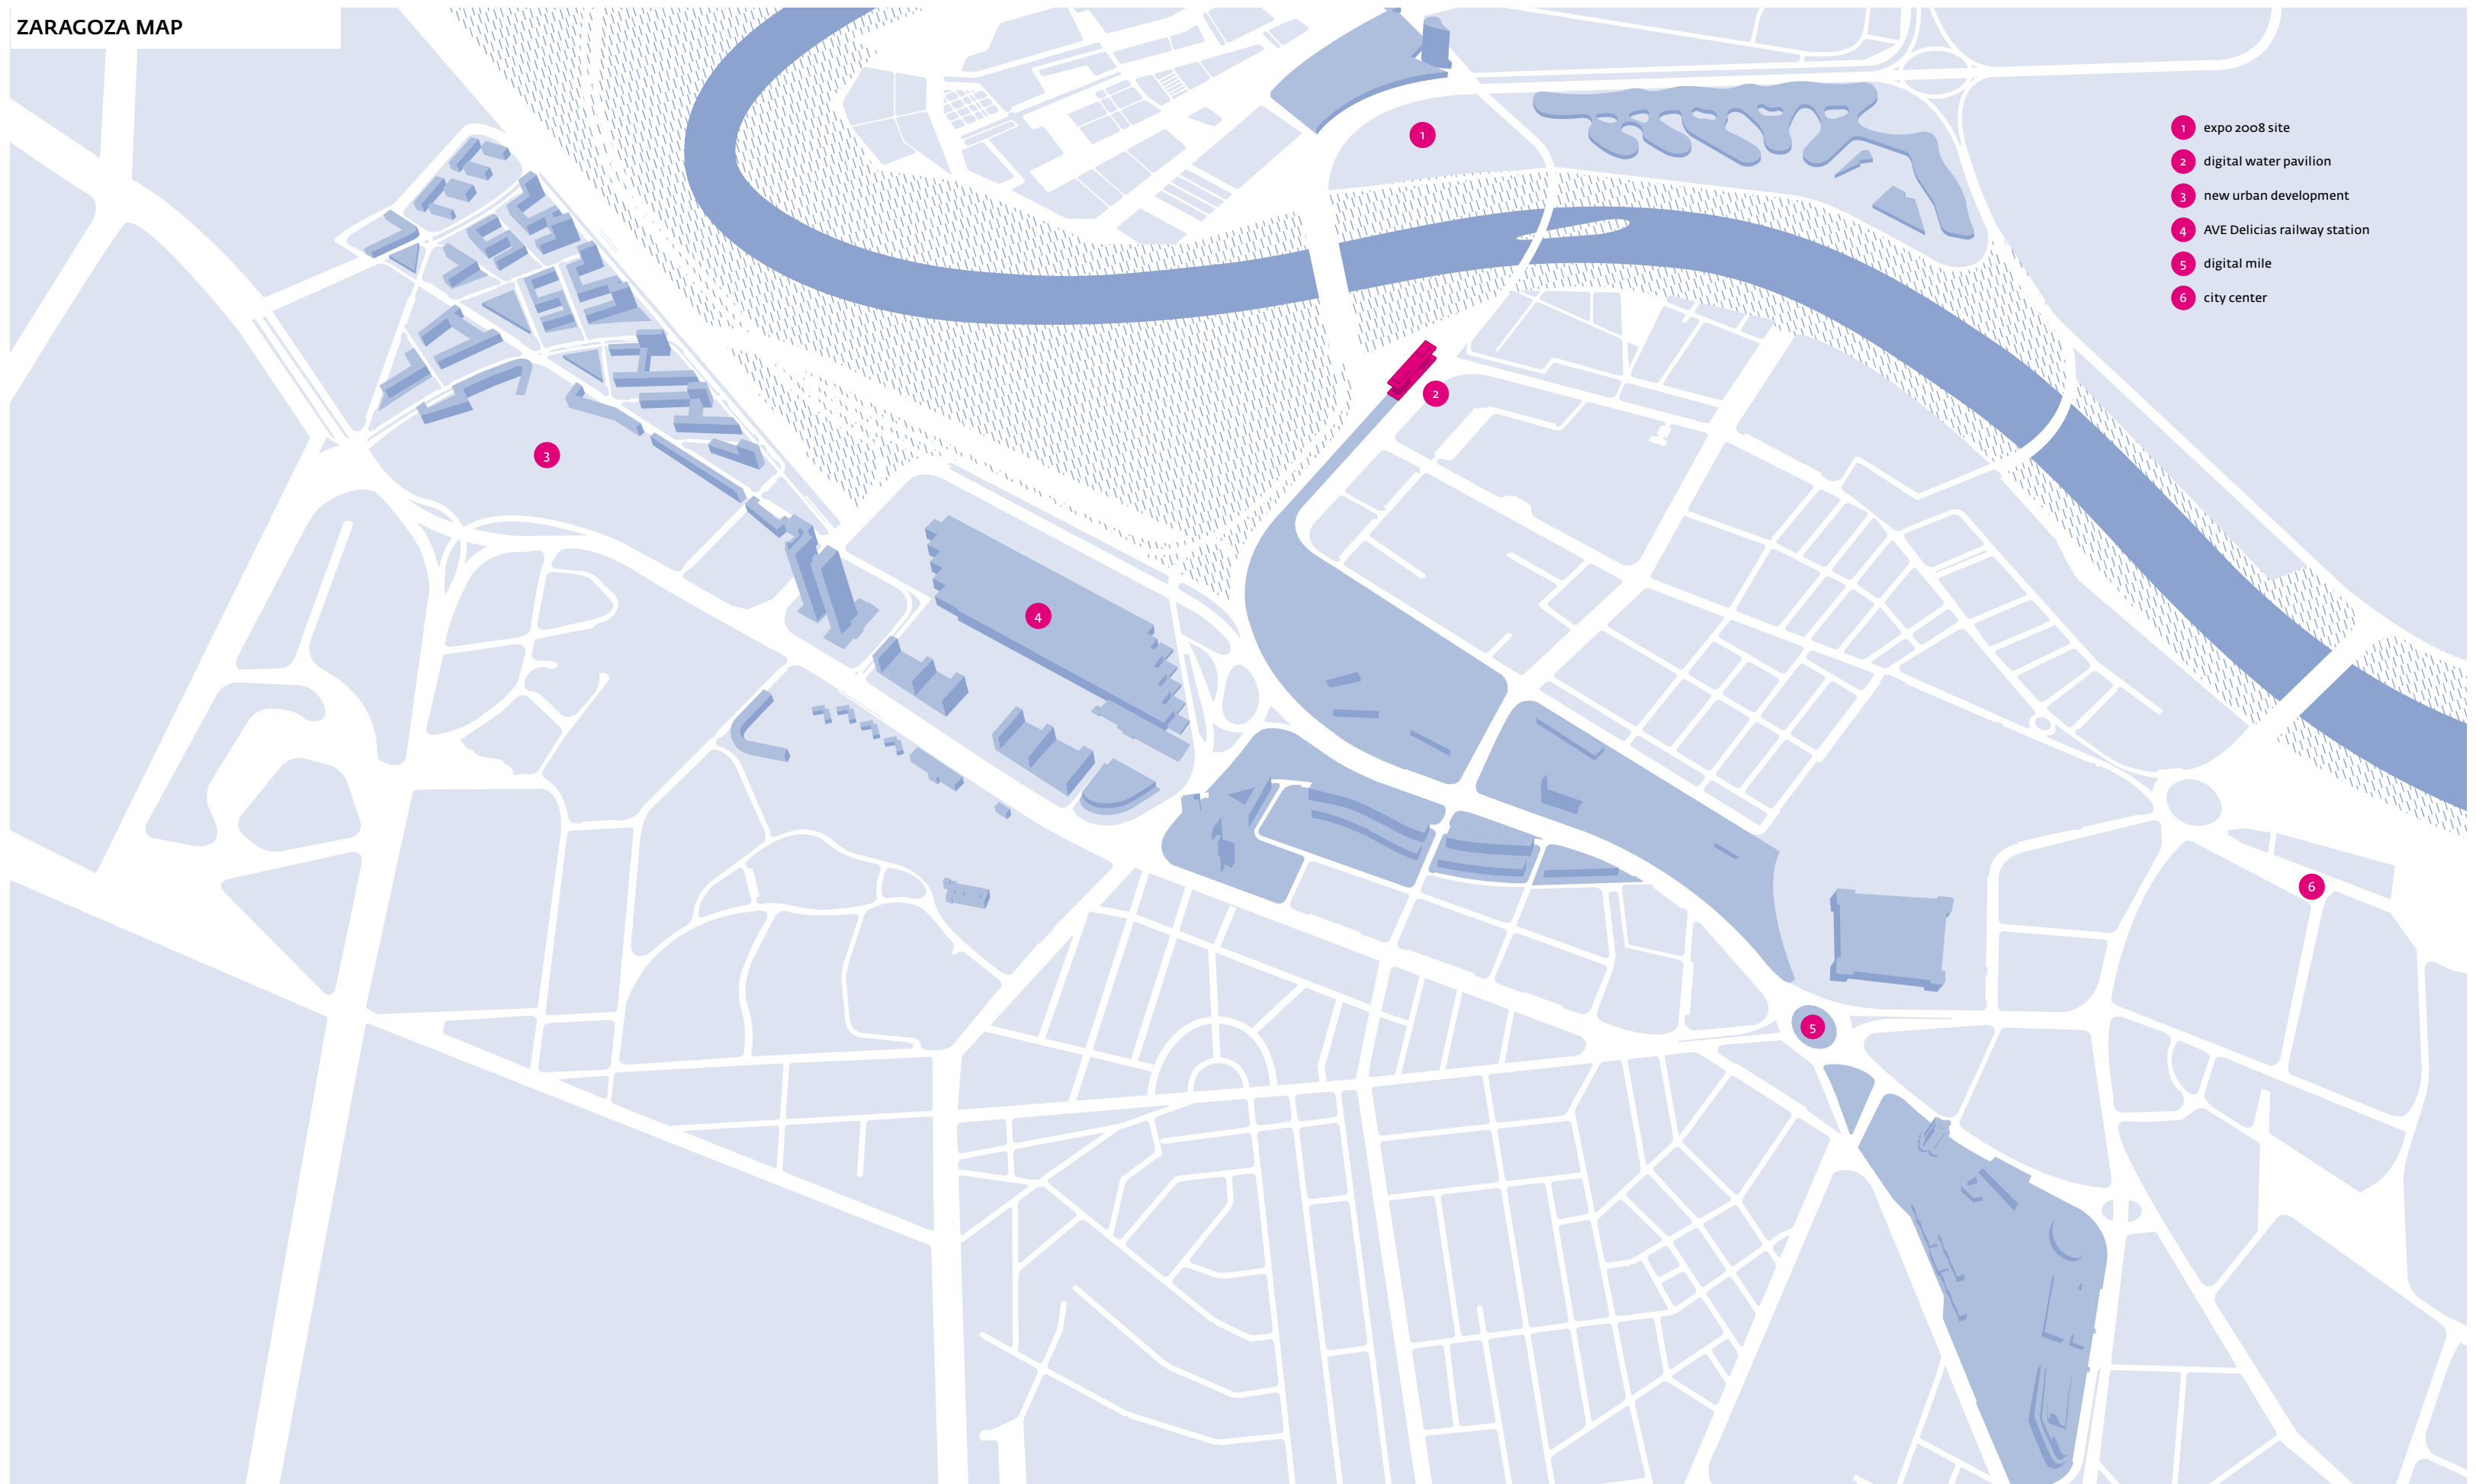 ZARAGOZA MAP
1 expo 2008 site
2 digital water pavilion
3 new urban development
4 AVE Delicias railway station
5 digital mile
6 city center
1
2
3
4
6
5